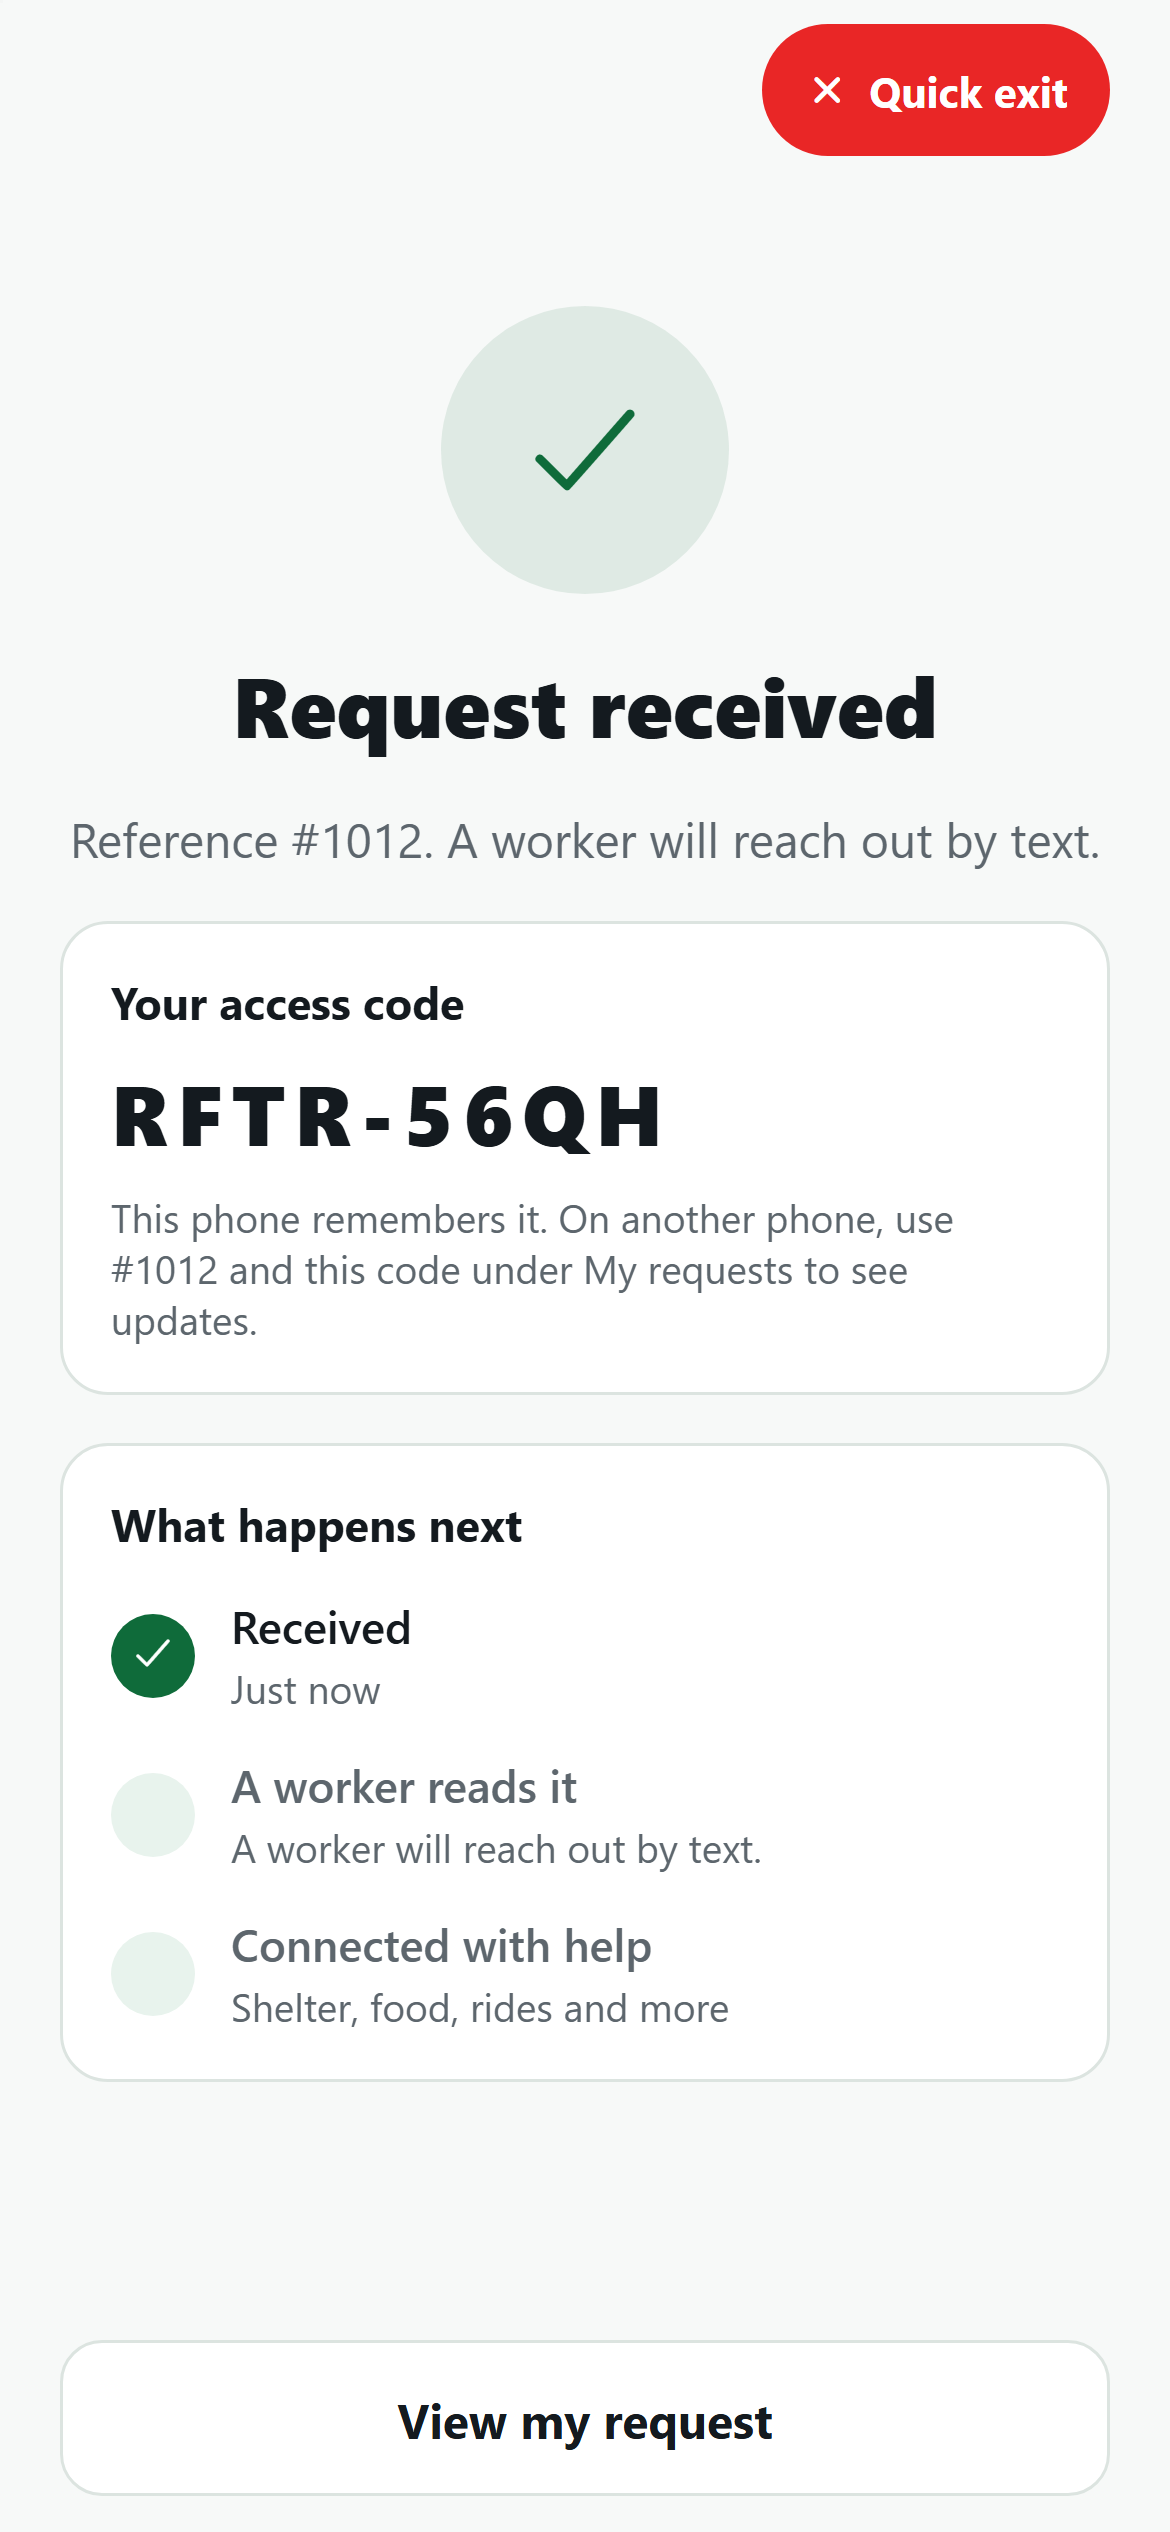 Quick exit
Request received
Reference #1012. A worker will reach out by text.
Your access code
RFTR-56QH
This phone remembers it. On another phone, use
#1012 and this code under My requests to see
updates.
What happens next
Received
Just now
A worker reads it
A worker will reach out by text.
Connected with help
Shelter, food, rides and more
View my request